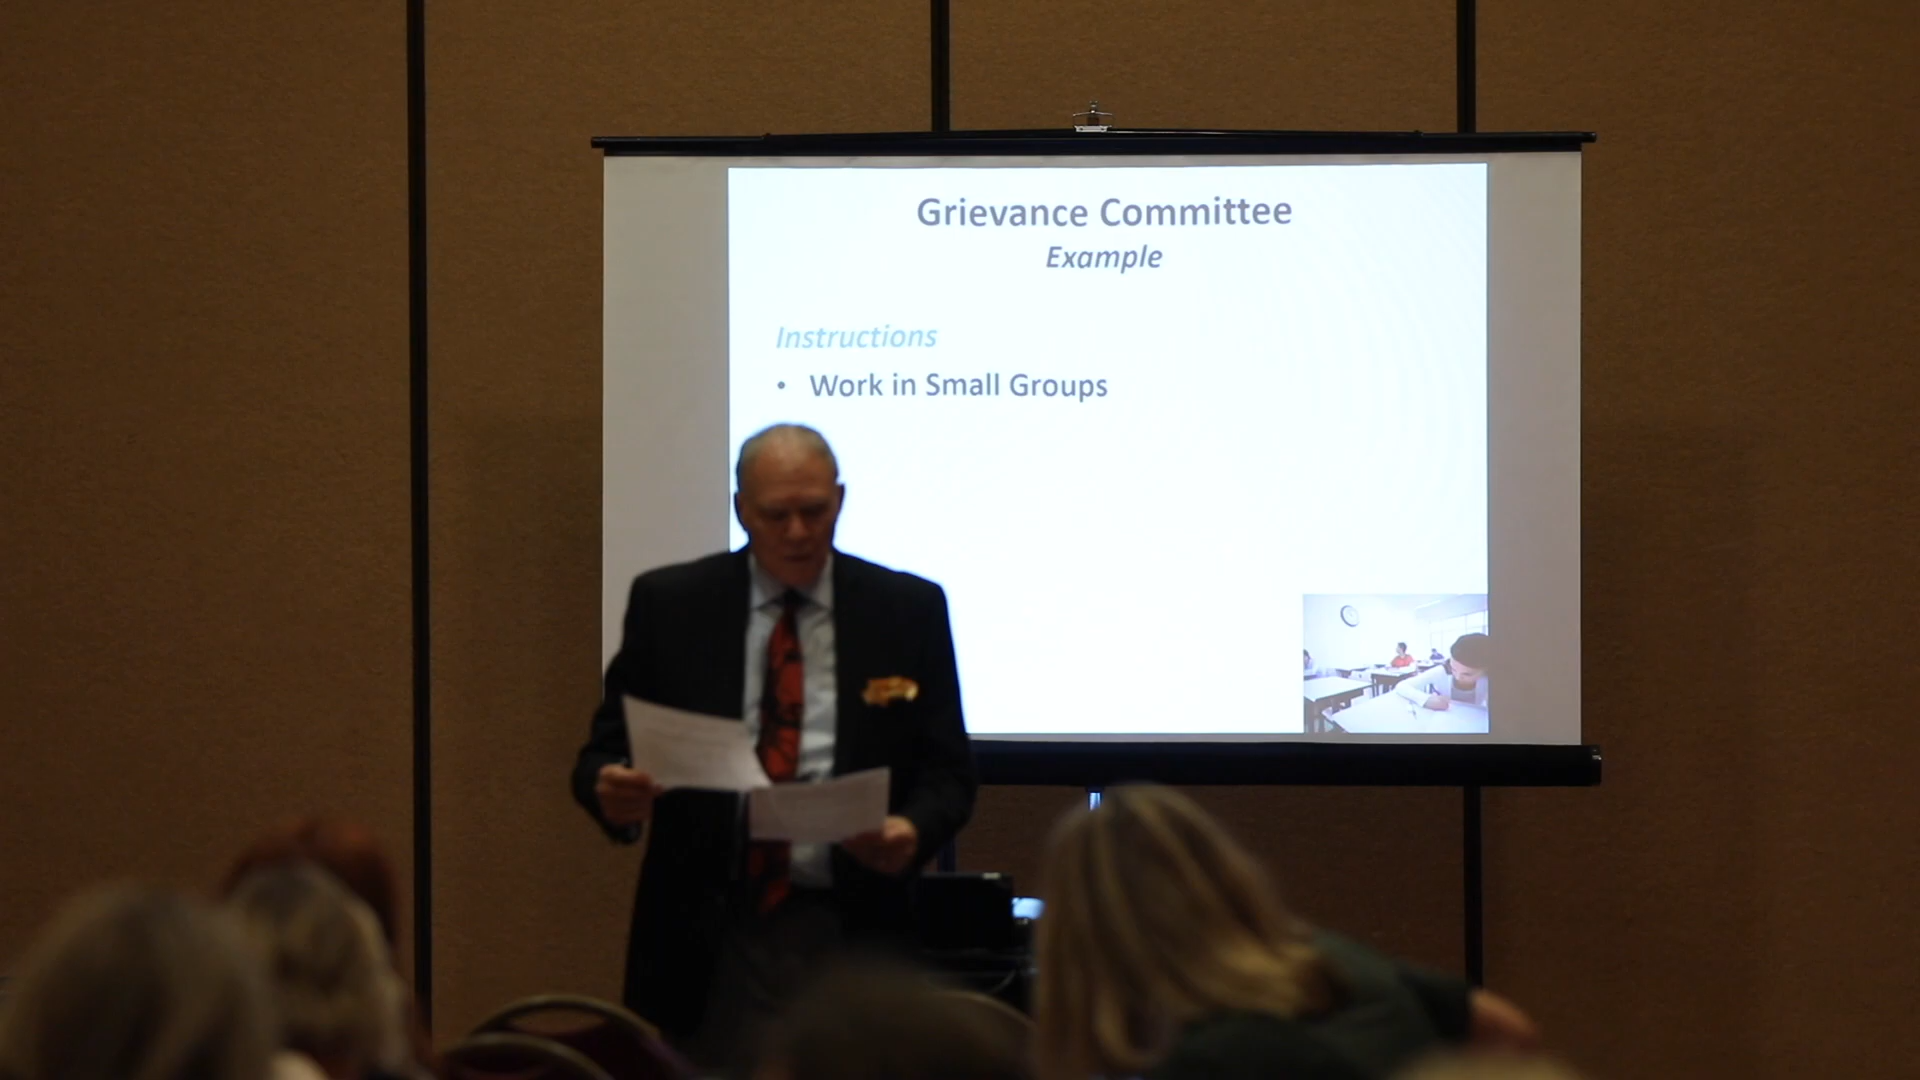 Grievance Committee
Example
Instructions
• Work in Small Groups